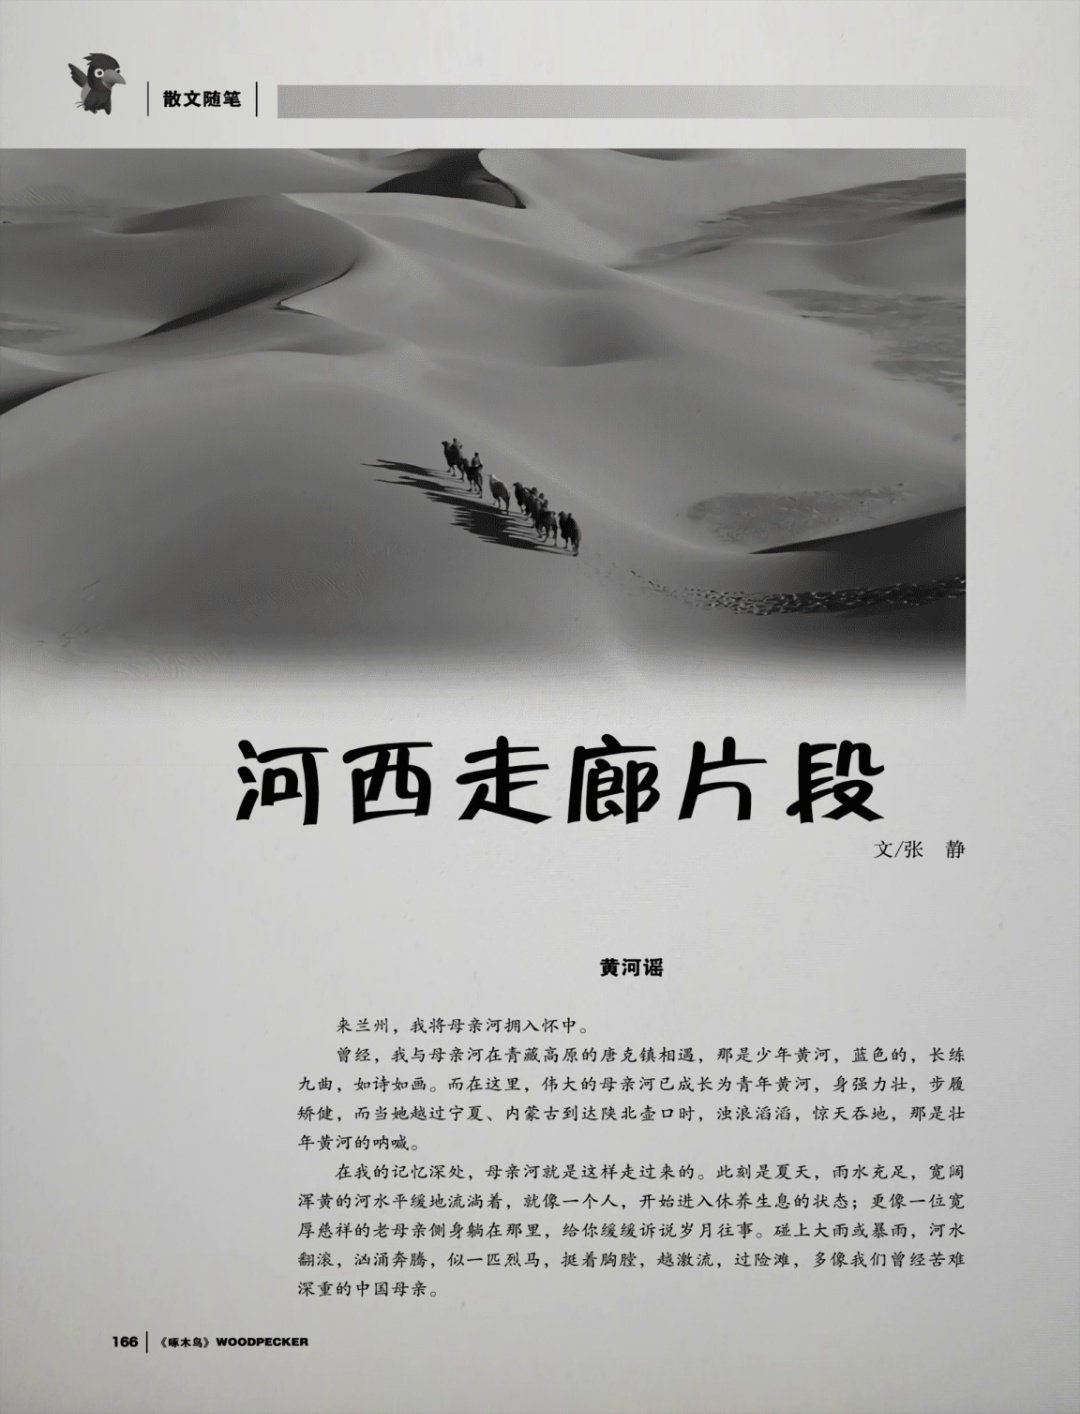 散文随笔
河西走廊片段
文/张 静
黄河谣
来兰州，我将母亲河拥入怀中。
曾经，我与母亲河在青藏高原的唐克镇相遇，那是少年黄河，蓝色的，长练
九曲，如诗如画。而在这里，伟大的母亲河已成长为青年黄河，身强力壮，步履
矫健，而当她越过宁夏、内蒙古到达陕北壶口时，浊浪滔滔，惊天吞地，那是壮
年黄河的呐喊。
在我的记忆深处，母亲河就是这样走过来的。此刻是夏天，雨水充足，宽阔
浑黄的河水平缓地流淌着，就像一个人，开始进入休养生息的状态；更像一位宽
厚慈祥的老母亲侧身躺在那里，给你缓缓诉说岁月往事。碰上大雨或暴雨，河水
翻滚，汹涌奔腾，似一匹烈马，挺着胸膛，越激流，过险滩，多像我们曾经苦难
深重的中国母亲。
166 《啄木鸟》WOODPECKER